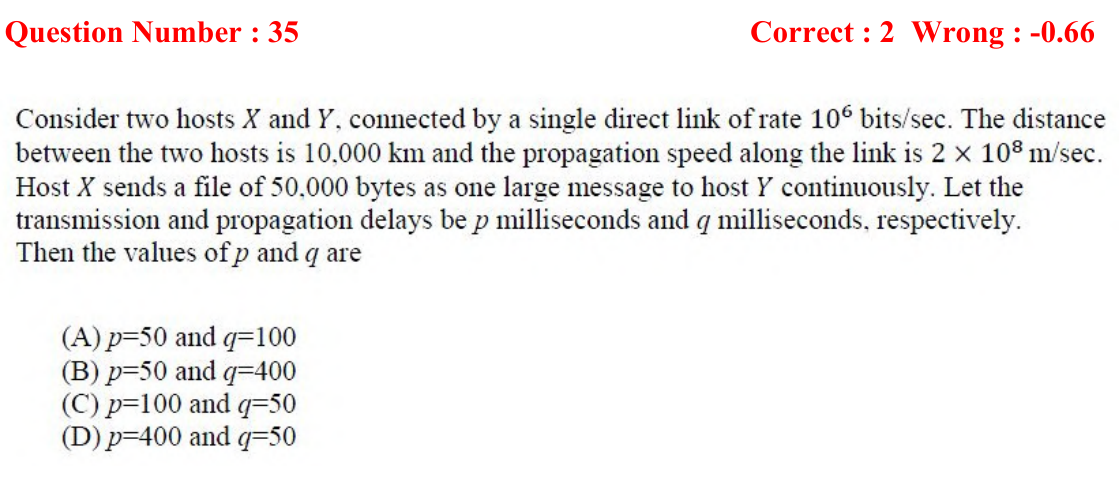 Question Number : 35 Correct : 2 Wrong : -0.66
Consider two hosts X and Y, connected by a single direct link of rate 10⁶ bits/sec. The distance
between the two hosts is 10,000 km and the propagation speed along the link is 2 × 10⁸ m/sec.
Host X sends a file of 50,000 bytes as one large message to host Y continuously. Let the
transmission and propagation delays be p milliseconds and q milliseconds, respectively.
Then the values of p and q are
(A) p=50 and q=100
(B) p=50 and q=400
(C) p=100 and q=50
(D) p=400 and q=50